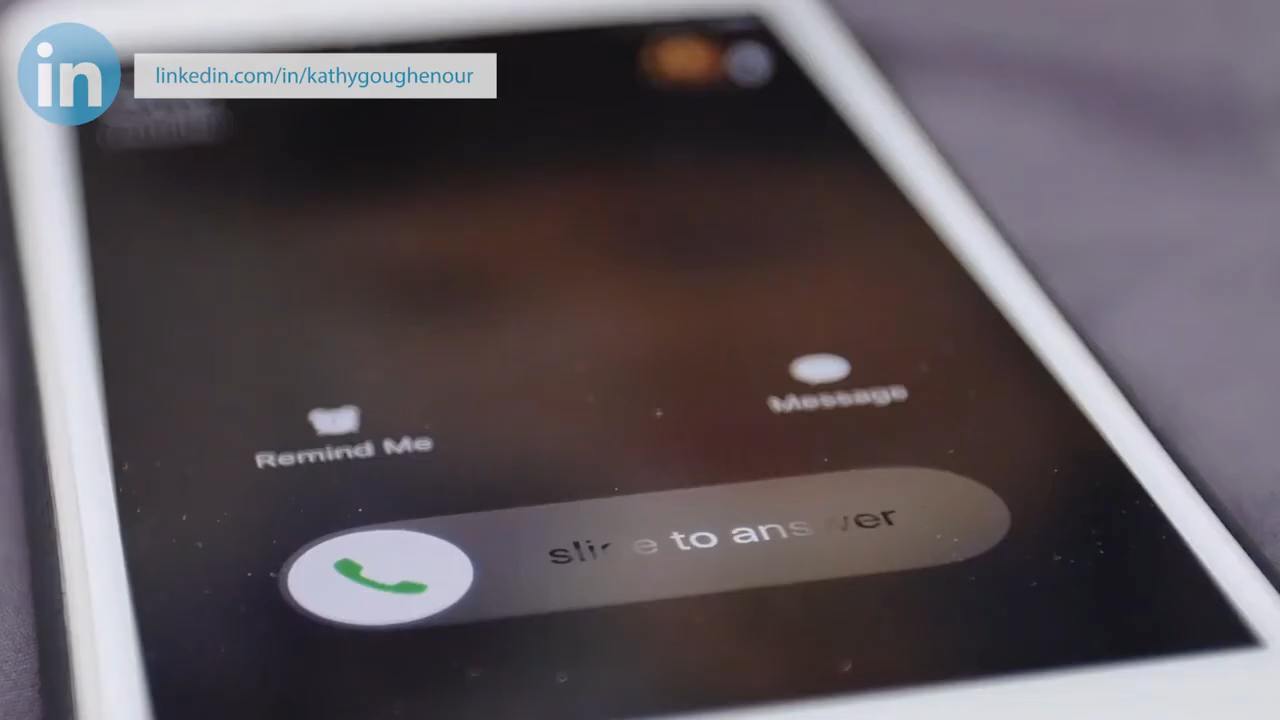 in
linkedin.com/in/kathygoughenour
Message
Remind Me
slide to answer